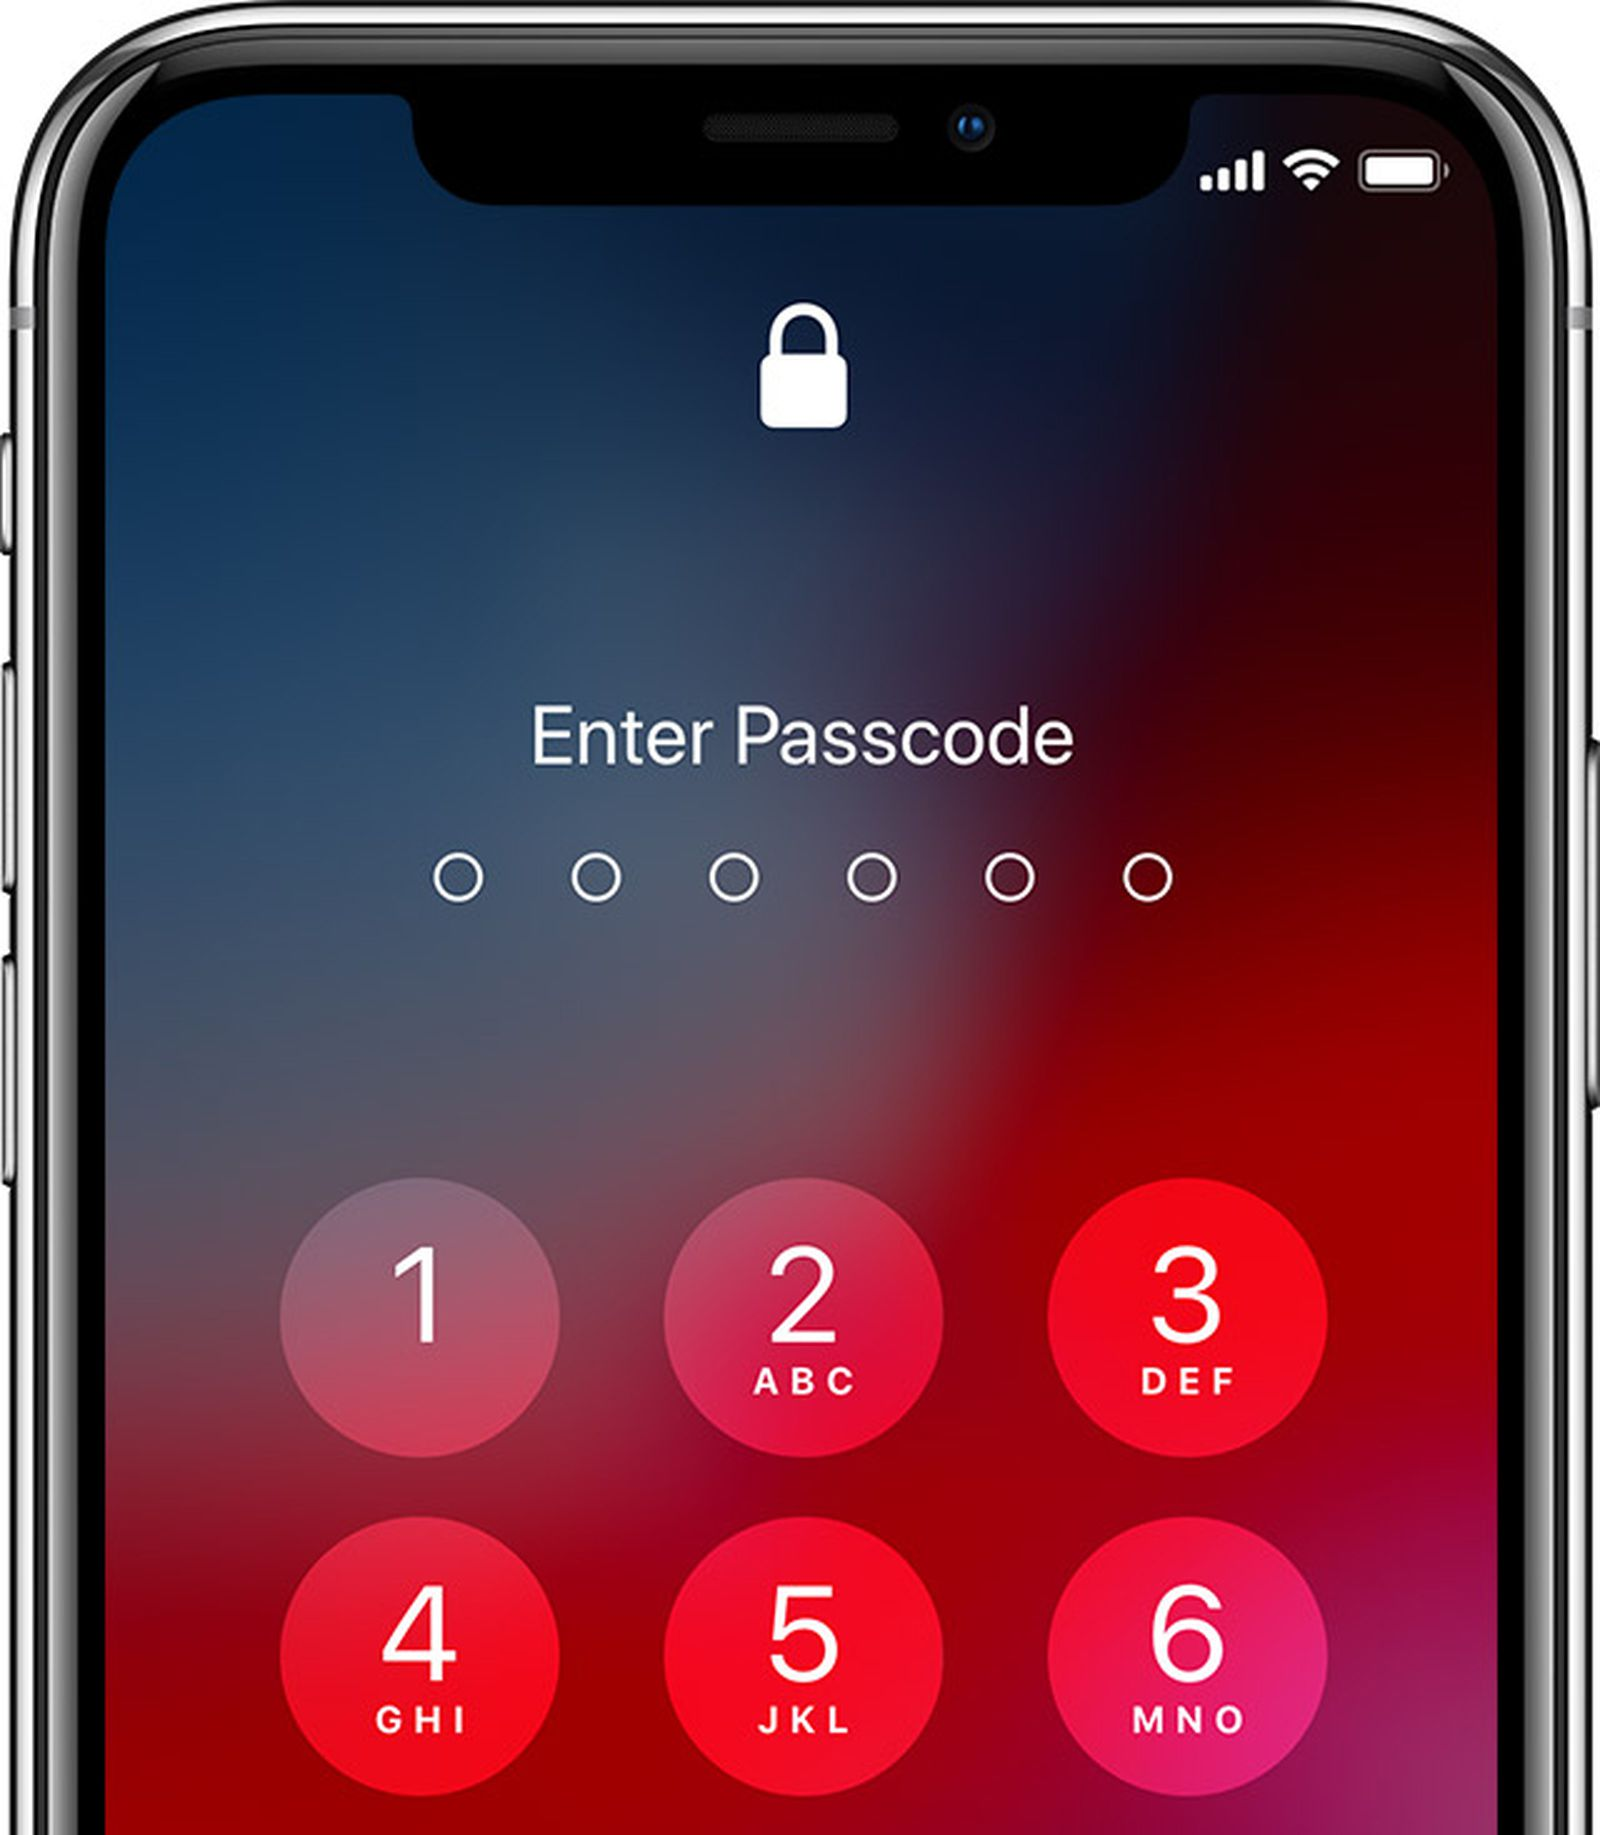 Enter Passcode
1 2 3
ABC DEF
4 5 6
GHI JKL MNO